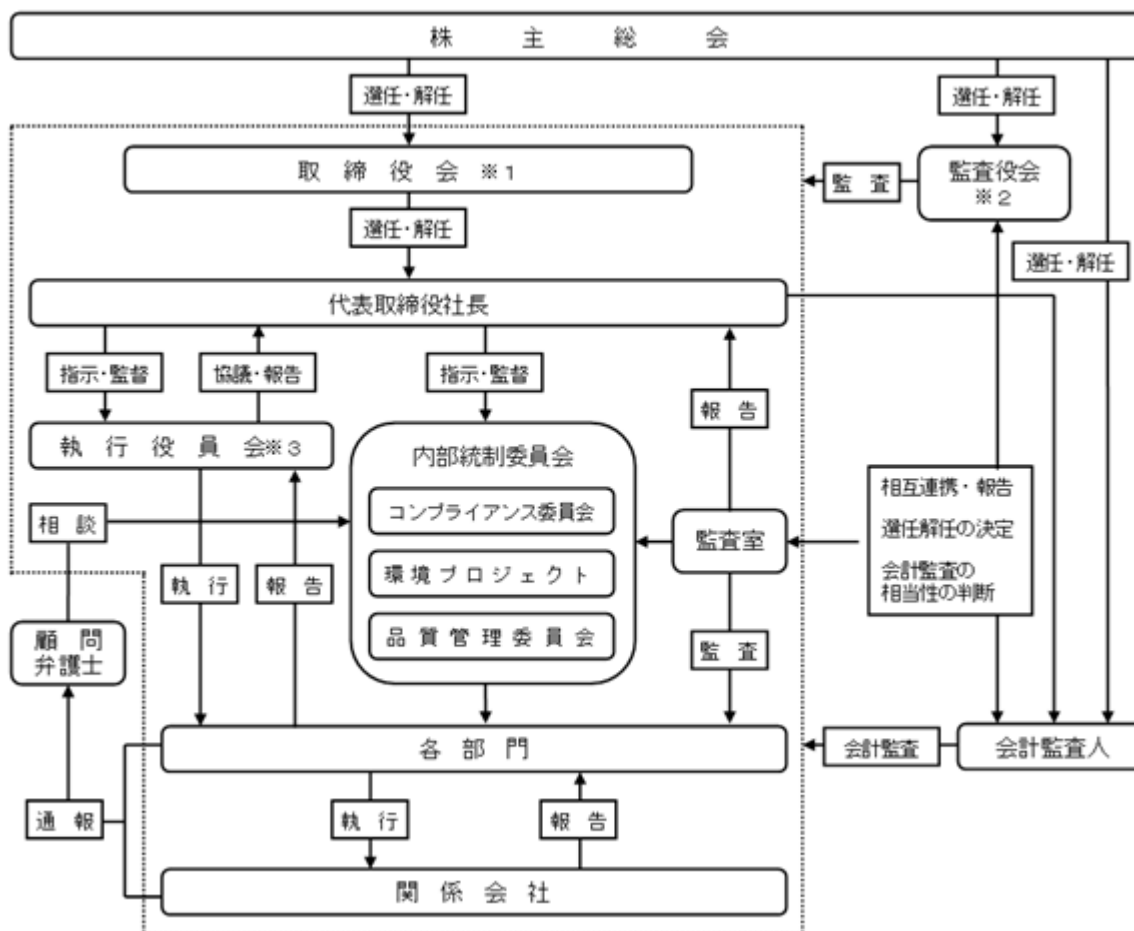 株主総会
選任・解任
選任・解任
取締役会※1
監査
監査役会
※2
選任・解任
選任・解任
代表取締役社長
指示・監督
協議・報告
指示・監督
報告
執行役員会※3
内部統制委員会
相互連携・報告
選任解任の決定
会計監査の
相当性の判断
相談
コンプライアンス委員会
監査室
環境プロジェクト
執行
報告
品質管理委員会
監査
顧問
弁護士
各部門
会計監査
会計監査人
通報
執行
報告
関係会社